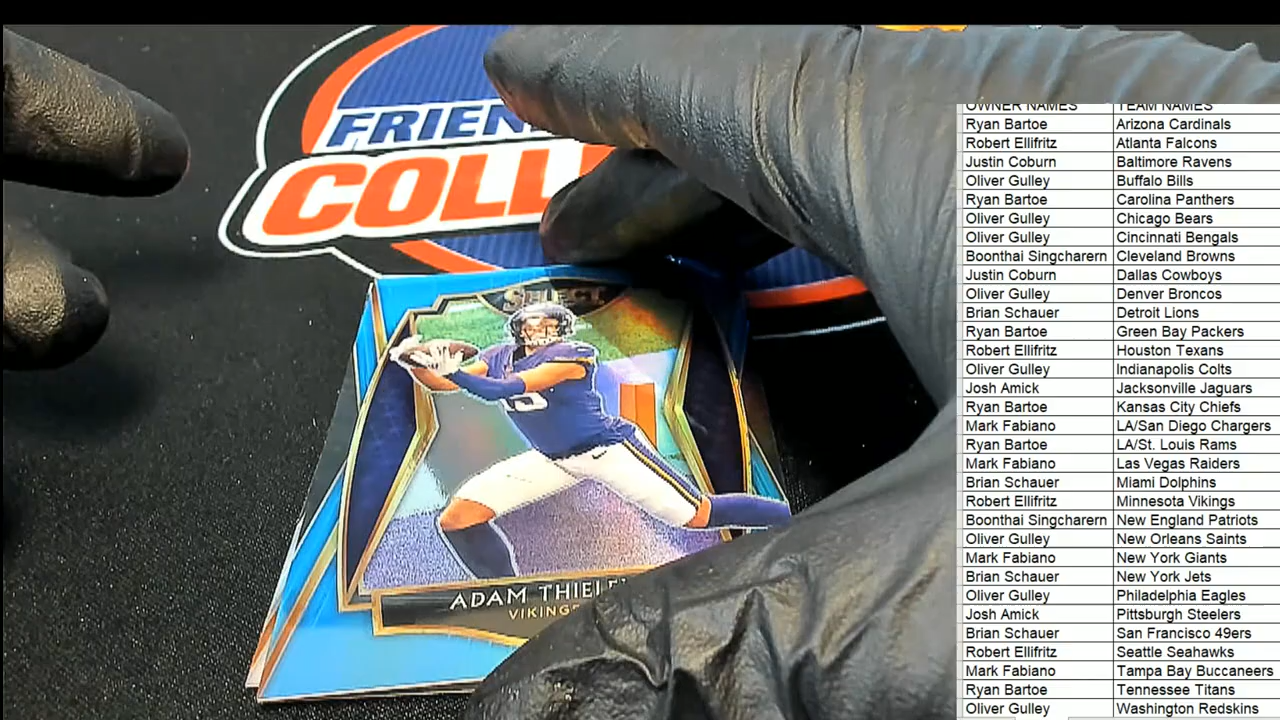 FRIEN
COLL
SELECT
ADAM THIELE
VIKINGS
OWNER NAMES TEAM NAMES
Ryan Bartoe Arizona Cardinals
Robert Ellifritz Atlanta Falcons
Justin Coburn Baltimore Ravens
Oliver Gulley Buffalo Bills
Ryan Bartoe Carolina Panthers
Oliver Gulley Chicago Bears
Oliver Gulley Cincinnati Bengals
Boonthai Singcharern Cleveland Browns
Justin Coburn Dallas Cowboys
Oliver Gulley Denver Broncos
Brian Schauer Detroit Lions
Ryan Bartoe Green Bay Packers
Robert Ellifritz Houston Texans
Oliver Gulley Indianapolis Colts
Josh Amick Jacksonville Jaguars
Ryan Bartoe Kansas City Chiefs
Mark Fabiano LA/San Diego Chargers
Ryan Bartoe LA/St. Louis Rams
Mark Fabiano Las Vegas Raiders
Brian Schauer Miami Dolphins
Robert Ellifritz Minnesota Vikings
Boonthai Singcharern New England Patriots
Oliver Gulley New Orleans Saints
Mark Fabiano New York Giants
Brian Schauer New York Jets
Oliver Gulley Philadelphia Eagles
Josh Amick Pittsburgh Steelers
Brian Schauer San Francisco 49ers
Robert Ellifritz Seattle Seahawks
Mark Fabiano Tampa Bay Buccaneers
Ryan Bartoe Tennessee Titans
Oliver Gulley Washington Redskins